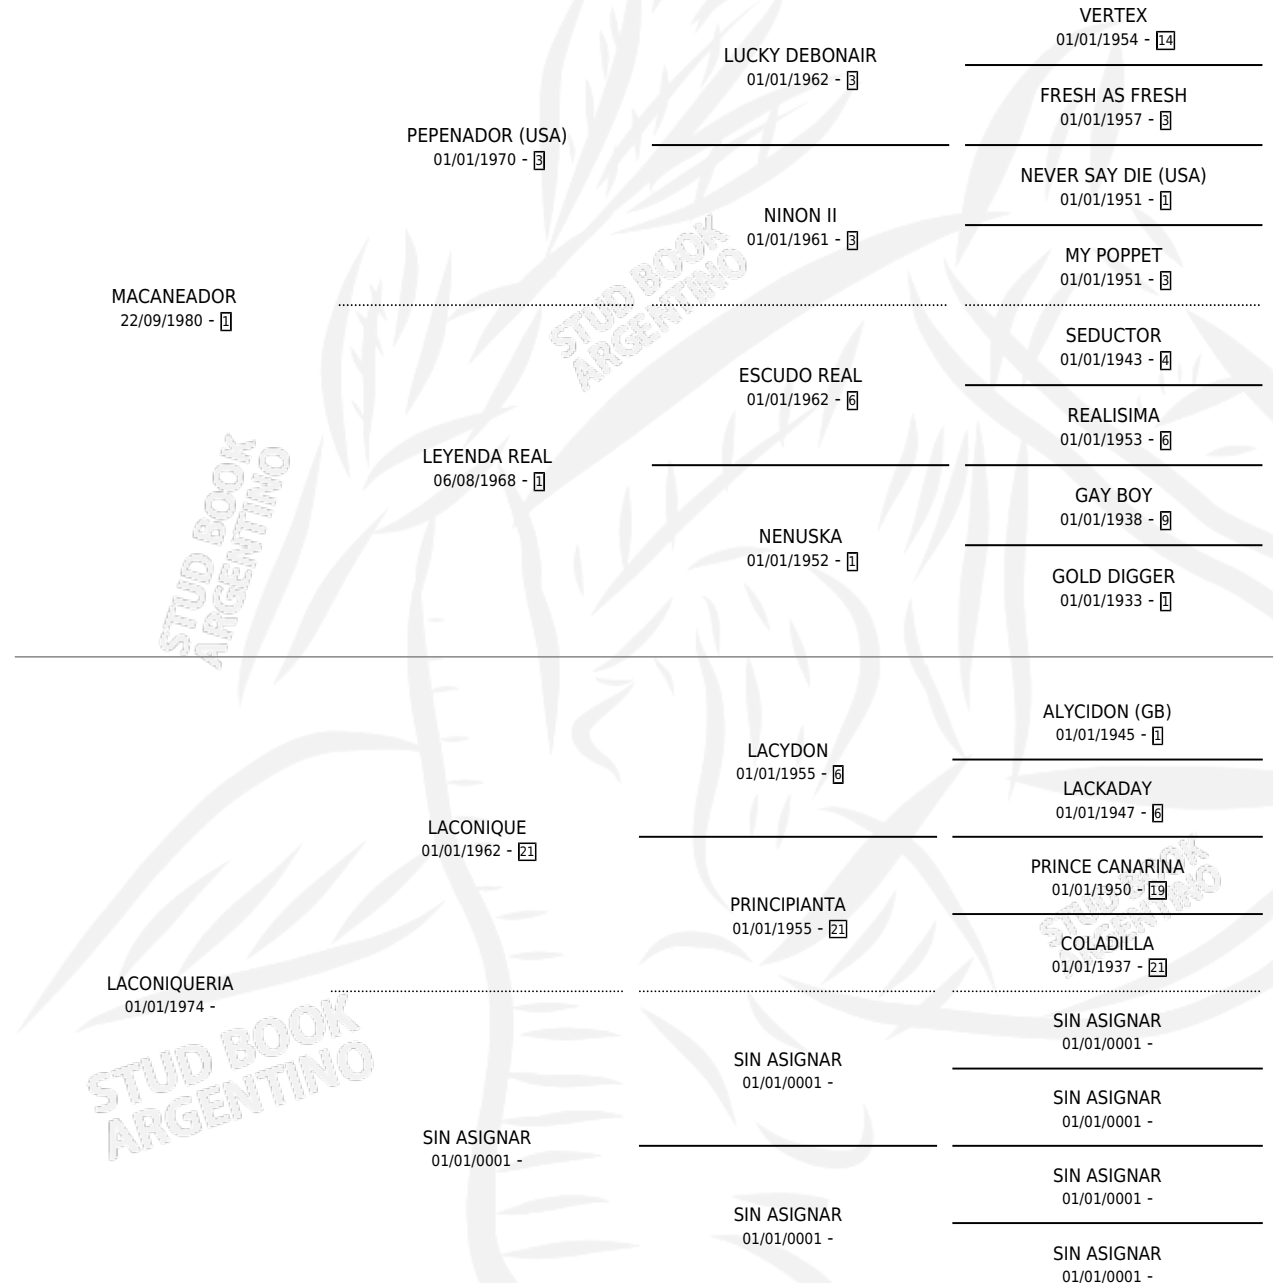 VERTEX
01/01/1954 - 14
LUCKY DEBONAIR
01/01/1962 - 3
FRESH AS FRESH
01/01/1957 - 3
PEPENADOR (USA)
01/01/1970 - 3
NEVER SAY DIE (USA)
01/01/1951 - 1
NINON II
01/01/1961 - 3
MY POPPET
01/01/1951 - 3
MACANEADOR
22/09/1980 - 1
SEDUCTOR
01/01/1943 - 4
ESCUDO REAL
01/01/1962 - 6
REALISIMA
01/01/1953 - 6
LEYENDA REAL
06/08/1968 - 1
GAY BOY
01/01/1938 - 9
NENUSKA
01/01/1952 - 1
GOLD DIGGER
01/01/1933 - 1
ALYCIDON (GB)
01/01/1945 - 1
LACYDON
01/01/1955 - 6
LACKADAY
01/01/1947 - 6
LACONIQUE
01/01/1962 - 21
PRINCE CANARINA
01/01/1950 - 19
PRINCIPIANTA
01/01/1955 - 21
COLADILLA
01/01/1937 - 21
LACONIQUERIA
01/01/1974 -
SIN ASIGNAR
01/01/0001 -
SIN ASIGNAR
01/01/0001 -
SIN ASIGNAR
01/01/0001 -
SIN ASIGNAR
01/01/0001 -
SIN ASIGNAR
01/01/0001 -
SIN ASIGNAR
01/01/0001 -
SIN ASIGNAR
01/01/0001 -
STUD BOOK
ARGENTINO
STUD BOOK
ARGENTINO
STUD BOOK
ARGENTINO
STUD BOOK
ARGENTINO